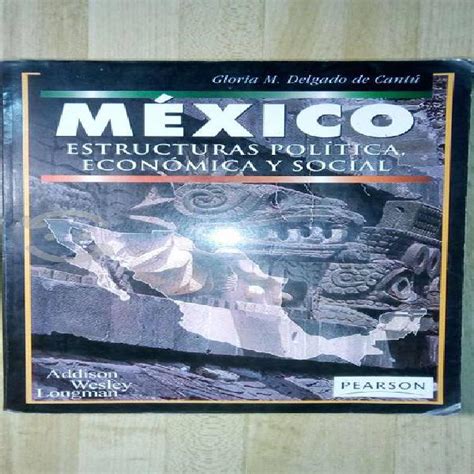 Gloria M. Delgado de Cantú
MÉXICO
ESTRUCTURAS POLÍTICA,
ECONÓMICA Y SOCIAL
Addison
Wesley
Longman
PEARSON